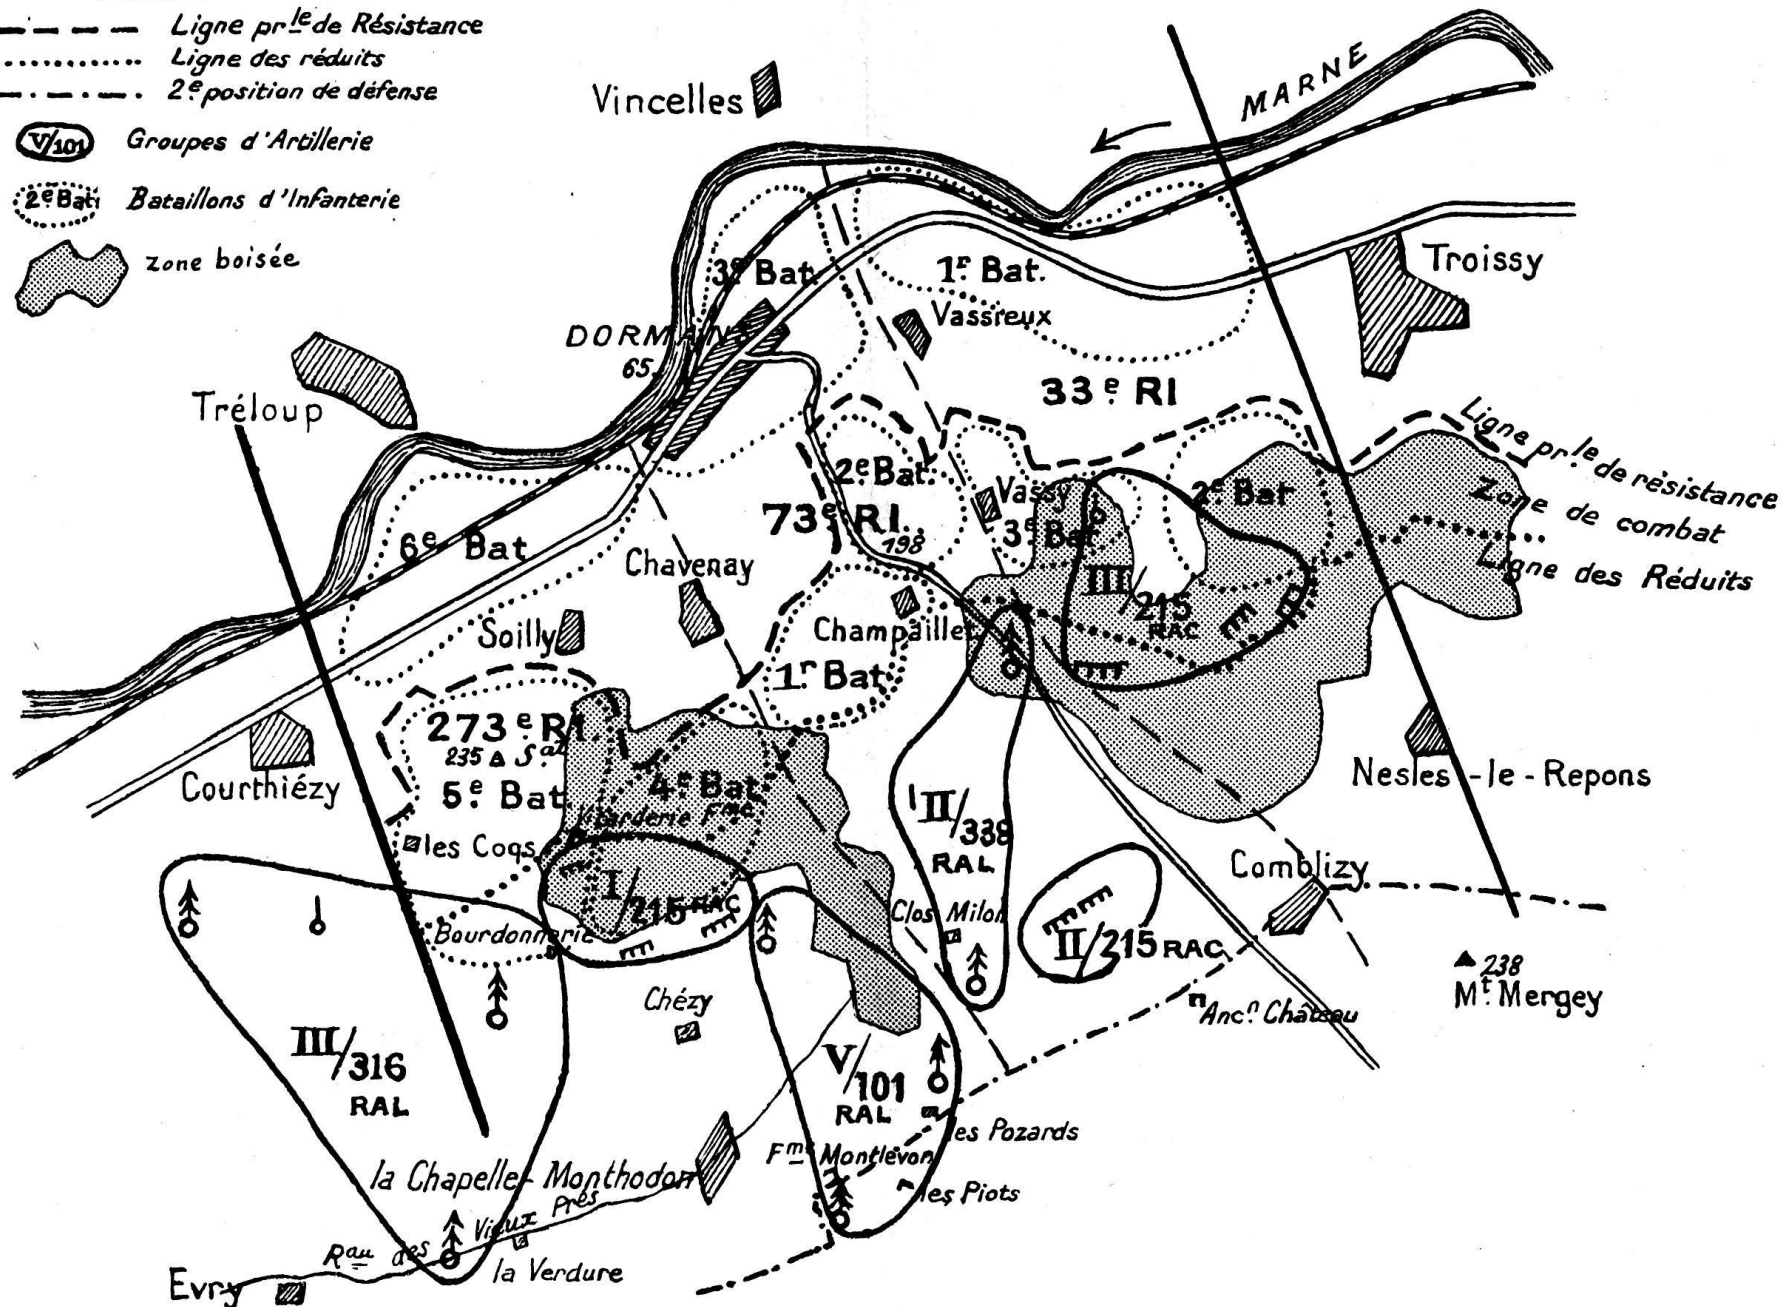 Ligne prle de Résistance
Ligne des réduits
2e position de défense
V/101 Groupes d'Artillerie
2e Bat. Bataillons d'Infanterie
zone boisée
Vincelles
MARNE
Troissy
3e Bat.
1r Bat.
Vassieux
DORMANS
65
Tréloup
33e RI
Ligne prle de résistance
Zone de combat
Ligne des Réduits
2e Bat.
Vassy
3e Bat
2e Bat
73e RI.
198
6e Bat
Chavenay
III/215
RAC
Soilly
Champaillet
1r Bat
273e RI.
235 Sal
5e Bat
4e Bat
Vitarderie Fme
Courthiézy
les Coqs
Nesles-le-Repons
II/338
RAL
Comblizy
I/215 RAC
Clos Milon
Bourdonnerie
II/215 RAC
238
Mt Mergey
Chézy
Ancn Château
III/316
RAL
V/101
RAL
les Pozards
Fme Montlevon
la Chapelle-Monthodon
les Piots
Rau des Vieux Prés
la Verdure
Evry